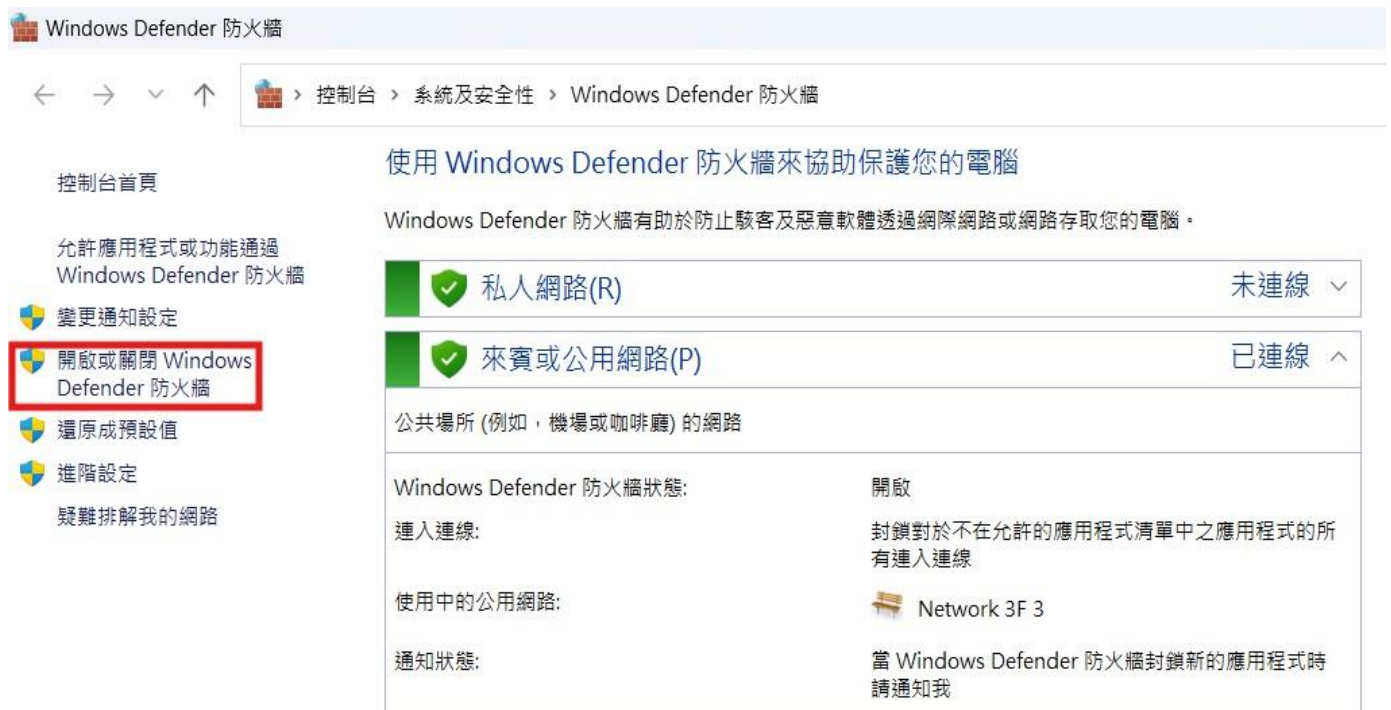 Windows Defender 防火牆
控制台 › 系統及安全性 › Windows Defender 防火牆
控制台首頁
允許應用程式或功能通過
Windows Defender 防火牆
變更通知設定
開啟或關閉 Windows
Defender 防火牆
還原成預設值
進階設定
疑難排解我的網路
使用 Windows Defender 防火牆來協助保護您的電腦
Windows Defender 防火牆有助於防止駭客及惡意軟體透過網際網路或網路存取您的電腦。
私人網路(R) 未連線
來賓或公用網路(P) 已連線
公共場所 (例如，機場或咖啡廳) 的網路
Windows Defender 防火牆狀態: 開啟
連入連線: 封鎖對於不在允許的應用程式清單中之應用程式的所
有連入連線
使用中的公用網路: Network 3F 3
通知狀態: 當 Windows Defender 防火牆封鎖新的應用程式時
請通知我